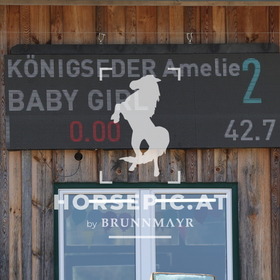 KÖNIGSEDER Amelie
BABY GIRL
2
0.00
42.7
HORSEPIC.AT
by BRUNNMAYR